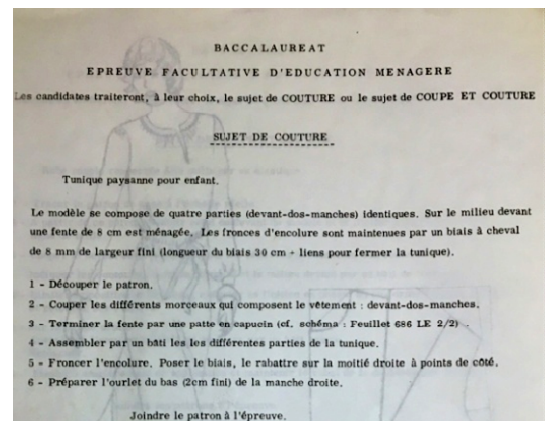 BACCALAUREAT
EPREUVE FACULTATIVE D'EDUCATION MENAGERE
Les candidates traiteront, à leur choix, le sujet de COUTURE ou le sujet de COUPE ET COUTURE
SUJET DE COUTURE
Tunique paysanne pour enfant.
Le modèle se compose de quatre parties (devant-dos-manches) identiques. Sur le milieu devant
une fente de 8 cm est ménagée. Les fronces d'encolure sont maintenues par un biais à cheval
de 8 mm de largeur fini (longueur du biais 30 cm + liens pour fermer la tunique).
1 - Découper le patron.
2 - Couper les différents morceaux qui composent le vêtement : devant-dos-manches.
3 - Terminer la fente par une patte en capucin (cf. schéma : Feuillet 686 LE 2/2) .
4 - Assembler par un bâti les les différentes parties de la tunique.
5 - Froncer l'encolure. Poser le biais, le rabattre sur la moitié droite à points de côté.
6 - Préparer l'ourlet du bas (2cm fini) de la manche droite.
Joindre le patron à l'épreuve.